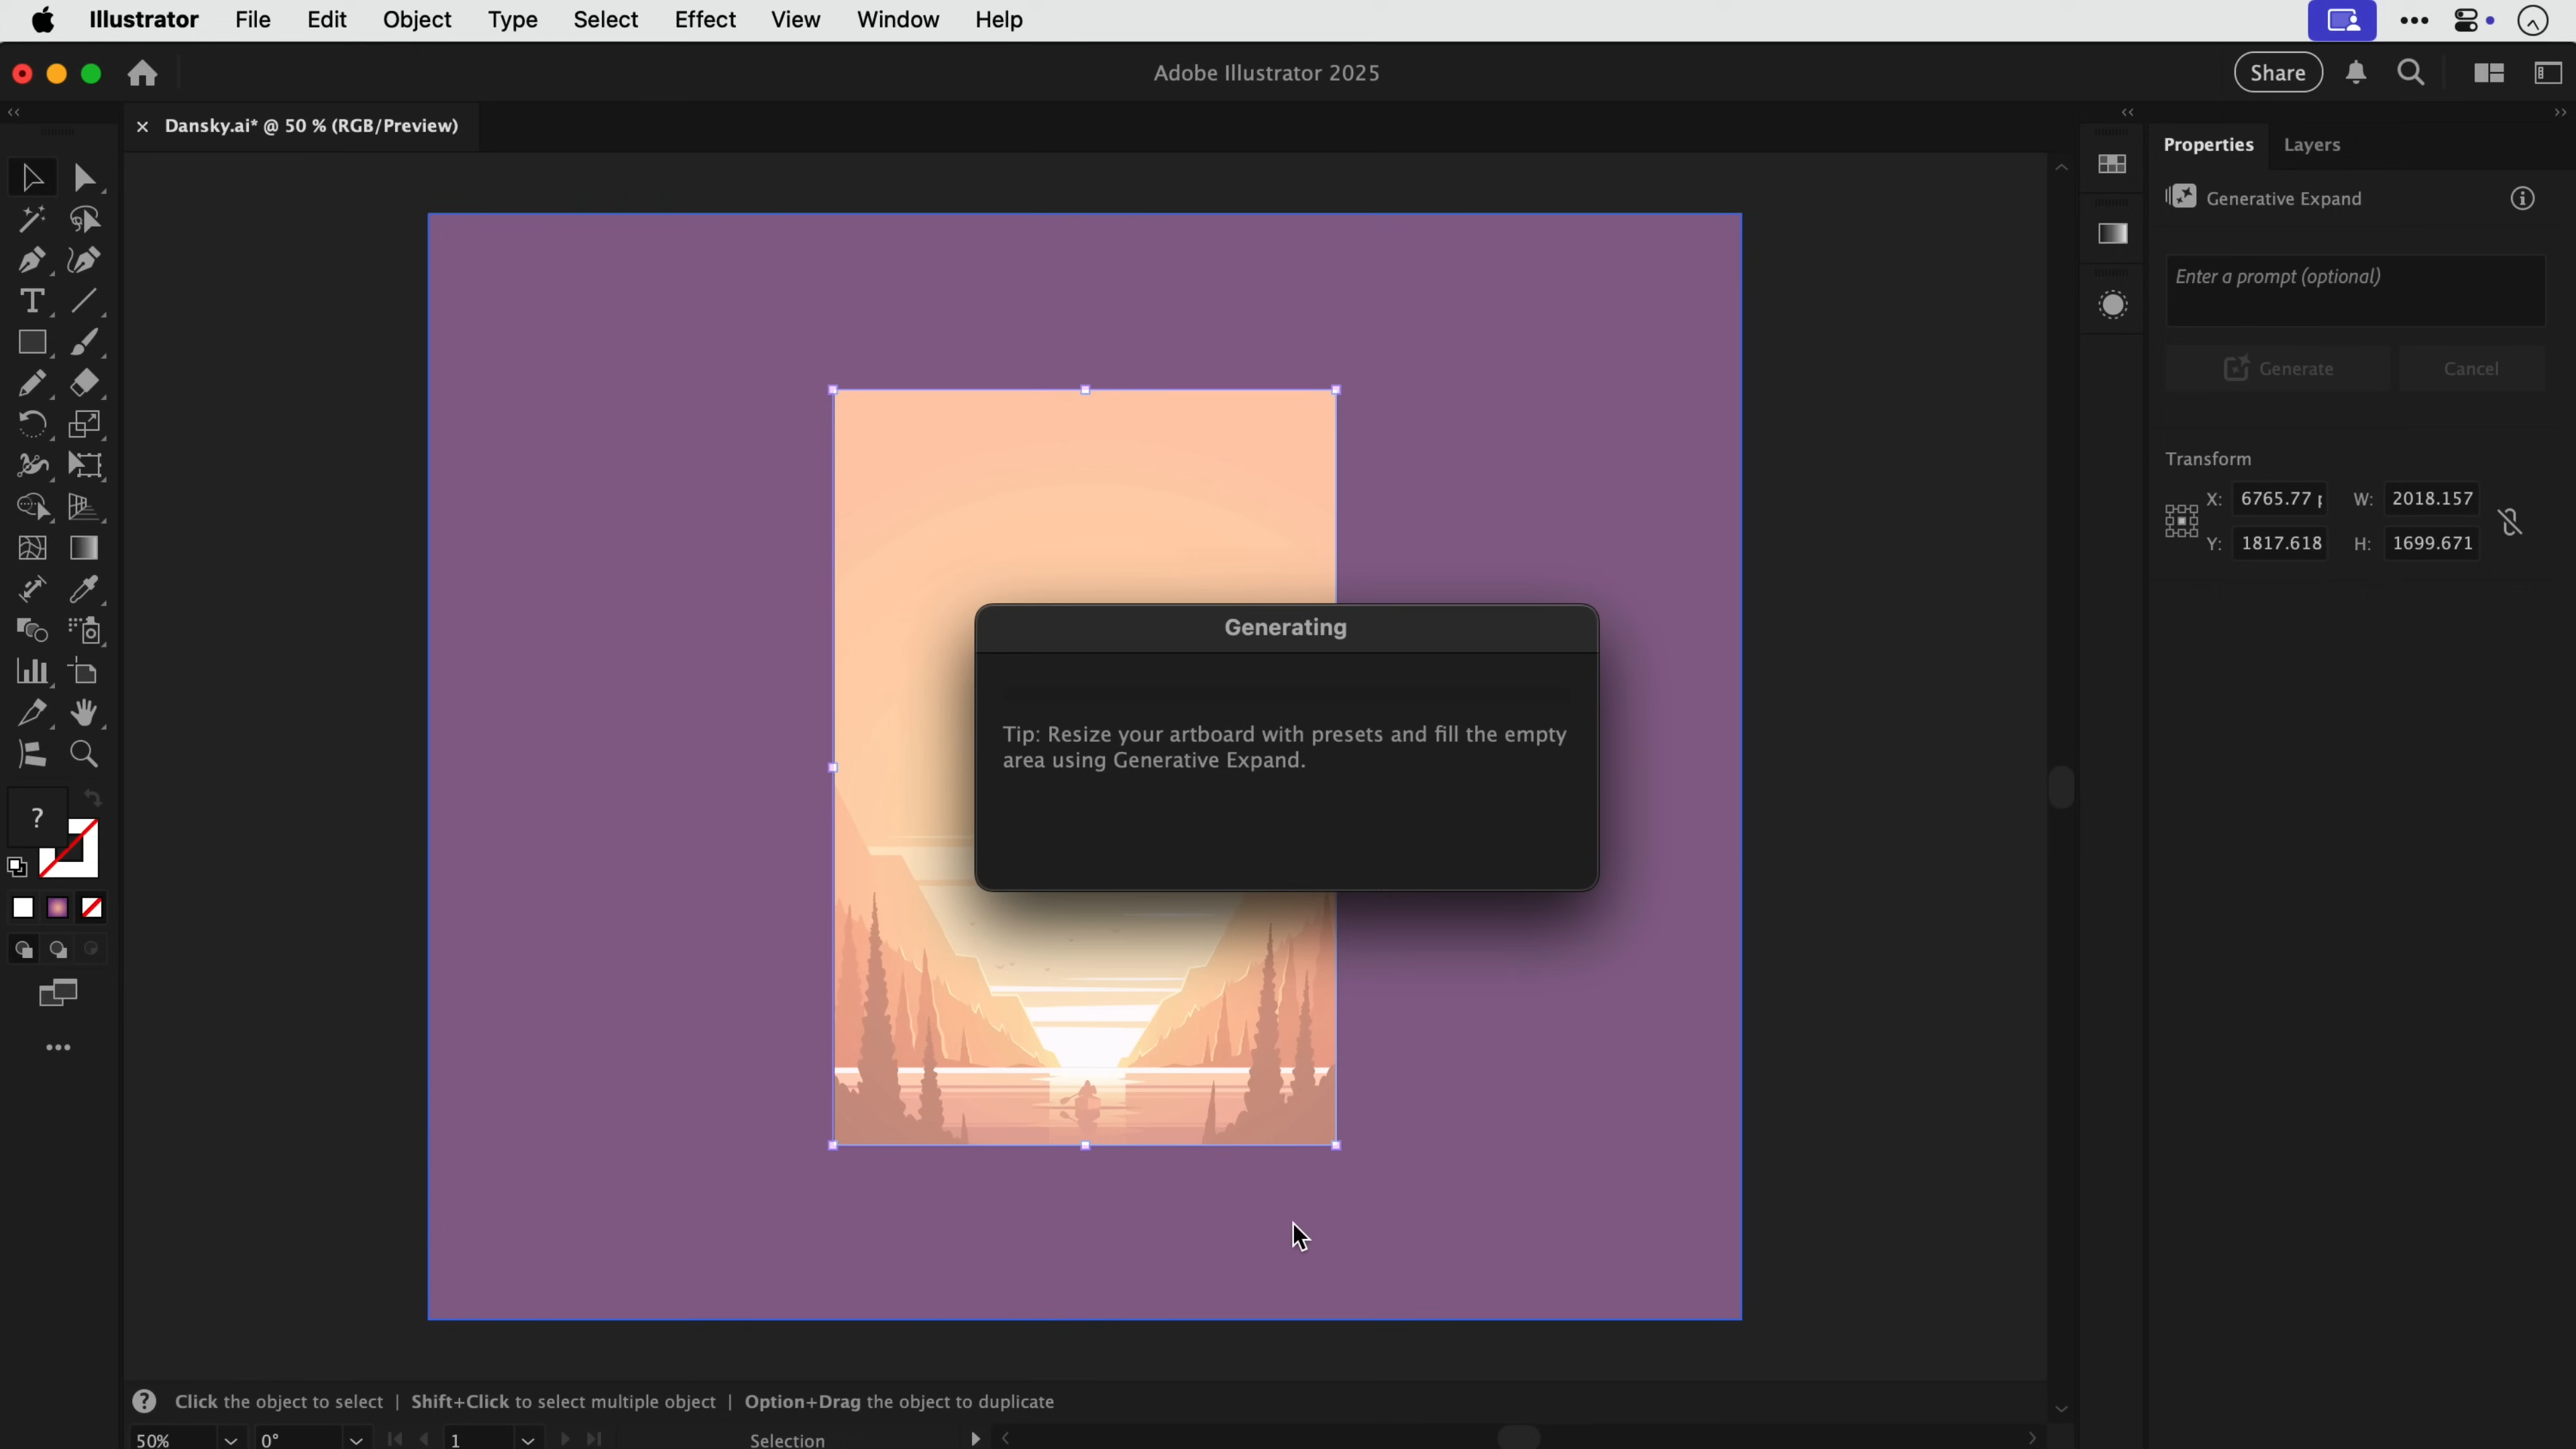 Illustrator File Edit Object Type Select Effect View Window Help
Adobe Illustrator 2025
Share
Dansky.ai* @ 50 % (RGB/Preview)
Properties Layers
Generative Expand
Enter a prompt (optional)
Generate Cancel
Transform
X: 6765.77 W: 2018.157
Y: 1817.618 H: 1699.671
Generating
Tip: Resize your artboard with presets and fill the empty
area using Generative Expand.
?
Click the object to select | Shift+Click to select multiple object | Option+Drag the object to duplicate
50% 0° 1 Selection